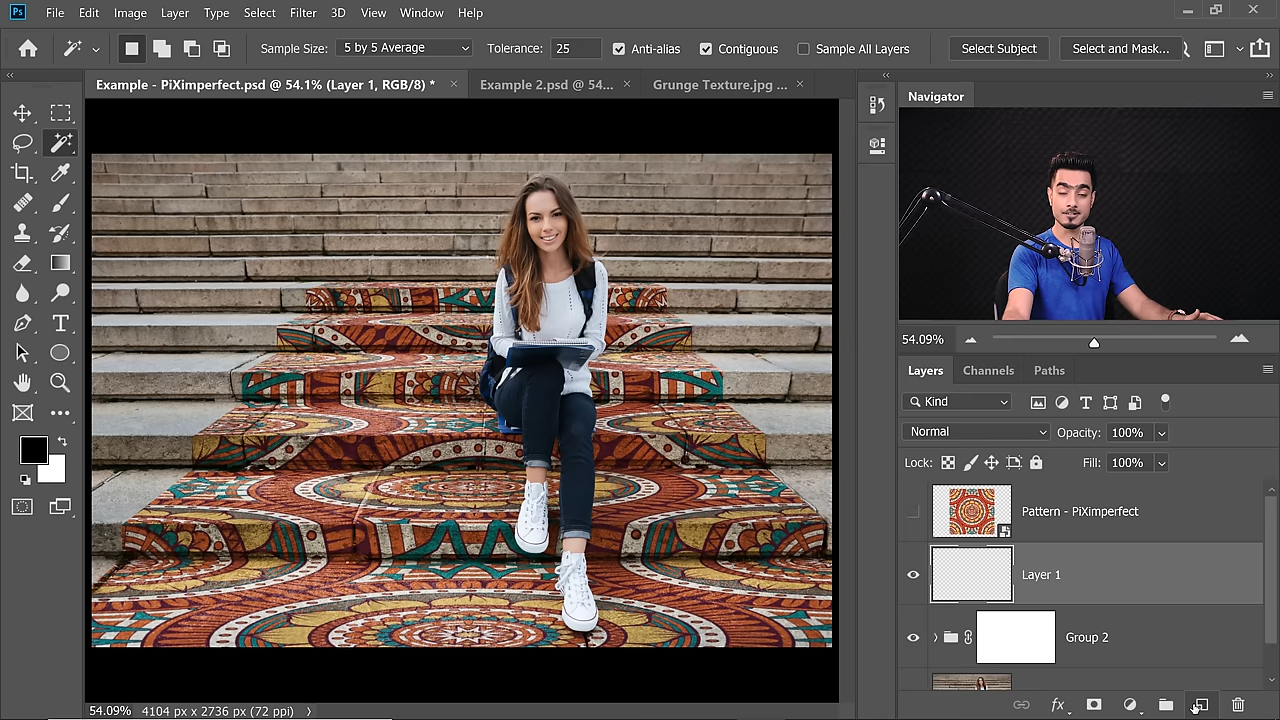 Ps File Edit Image Layer Type Select Filter 3D View Window Help
Sample Size: 5 by 5 Average Tolerance: 25 Anti-alias Contiguous Sample All Layers Select Subject Select and Mask...
Example - PiXimperfect.psd @ 54.1% (Layer 1, RGB/8) * Example 2.psd @ 54... Grunge Texture.jpg ...
Navigator
54.09%
Layers Channels Paths
Kind
Normal Opacity: 100%
Lock: Fill: 100%
Pattern - PiXimperfect
Layer 1
Group 2
fx
54.09% 4104 px x 2736 px (72 ppi)